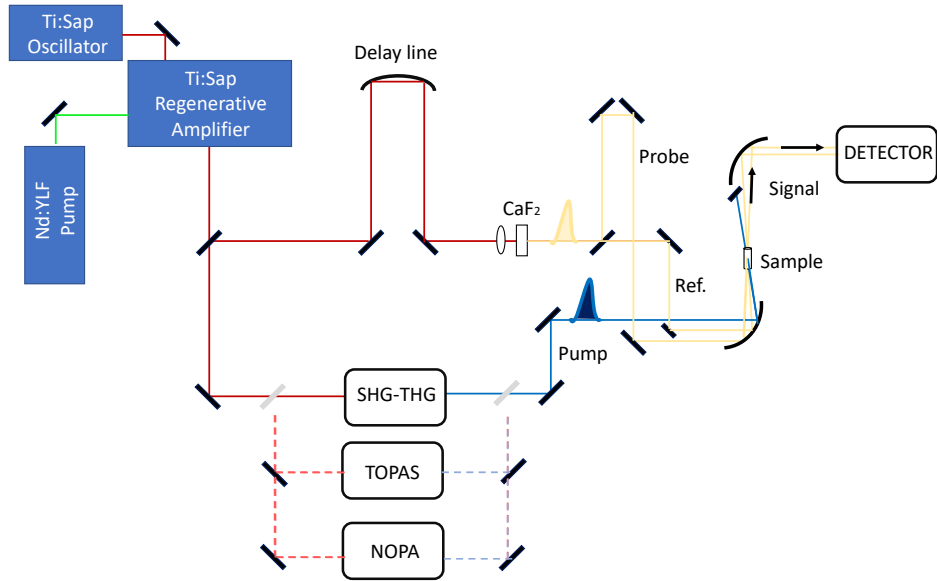 Ti:Sap
Oscillator
Ti:Sap
Regenerative
Amplifier
Nd:YLF
Pump
Delay line
CaF₂
Probe
Ref.
Pump
Signal
Sample
DETECTOR
SHG-THG
TOPAS
NOPA